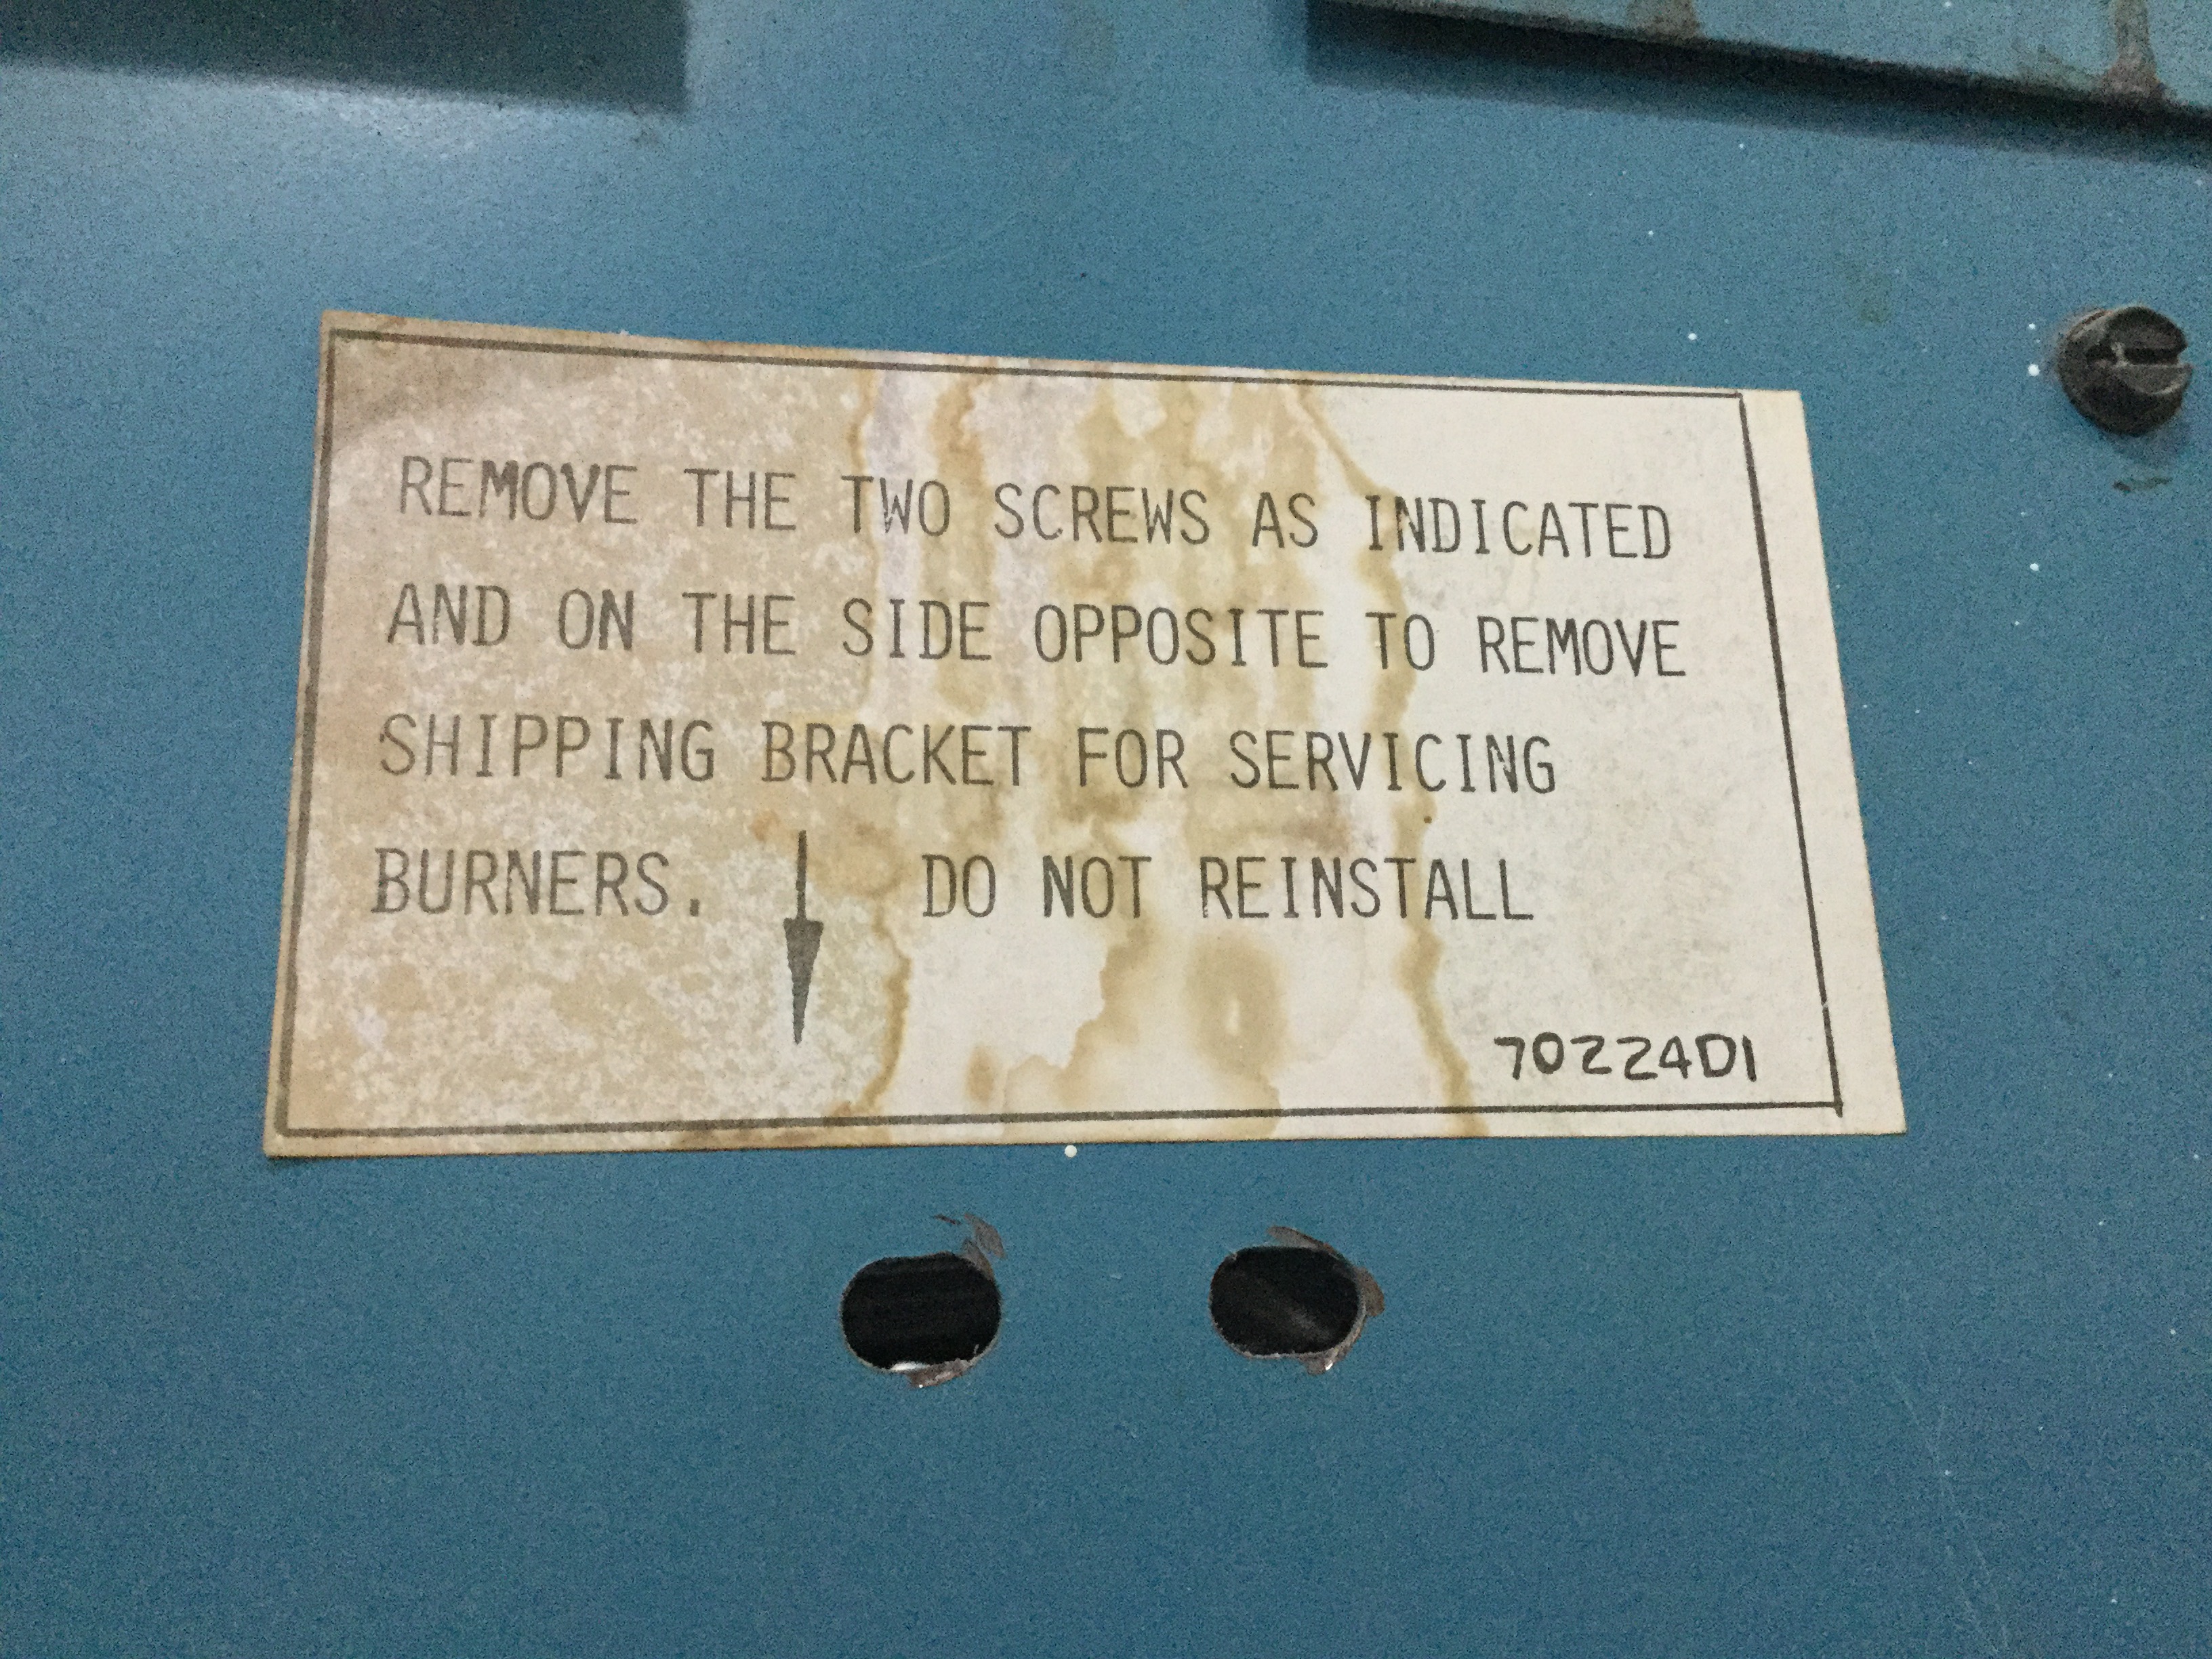 REMOVE THE TWO SCREWS AS INDICATED
AND ON THE SIDE OPPOSITE TO REMOVE
SHIPPING BRACKET FOR SERVICING
BURNERS. DO NOT REINSTALL
70224D1